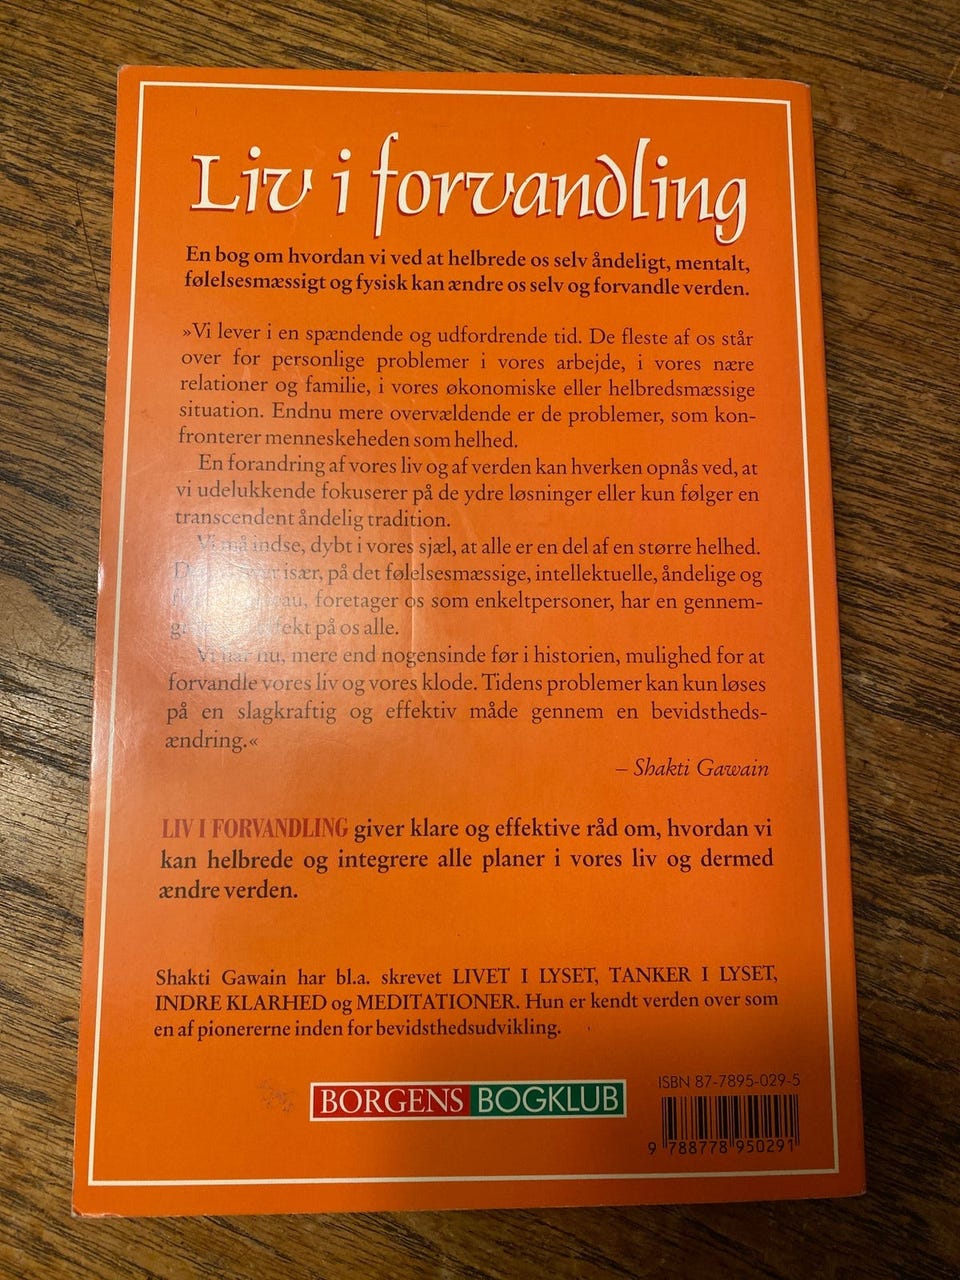 Liv i forvandling
En bog om hvordan vi ved at helbrede os selv åndeligt, mentalt,
følelsesmæssigt og fysisk kan ændre os selv og forvandle verden.
»Vi lever i en spændende og udfordrende tid. De fleste af os står
over for personlige problemer i vores arbejde, i vores nære
relationer og familie, i vores økonomiske eller helbredsmæssige
situation. Endnu mere overvældende er de problemer, som kon-
fronterer menneskeheden som helhed.
En forandring af vores liv og af verden kan hverken opnås ved, at
vi udelukkende fokuserer på de ydre løsninger eller kun følger en
transcendent åndelig tradition.
Vi må indse, dybt i vores sjæl, at alle er en del af en større helhed.
især, på det følelsesmæssige, intellektuelle, åndelige og
foretager os som enkeltpersoner, har en gennem-
på os alle.
Vi har nu, mere end nogensinde før i historien, mulighed for at
forvandle vores liv og vores klode. Tidens problemer kan kun løses
på en slagkraftig og effektiv måde gennem en bevidstheds-
ændring.«
– Shakti Gawain
LIV I FORVANDLING giver klare og effektive råd om, hvordan vi
kan helbrede og integrere alle planer i vores liv og dermed
ændre verden.
Shakti Gawain har bl.a. skrevet LIVET I LYSET, TANKER I LYSET,
INDRE KLARHED og MEDITATIONER. Hun er kendt verden over som
en af pionererne inden for bevidsthedsudvikling.
ISBN 87-7895-029-5
BORGENS BOGKLUB
9 788778 950291